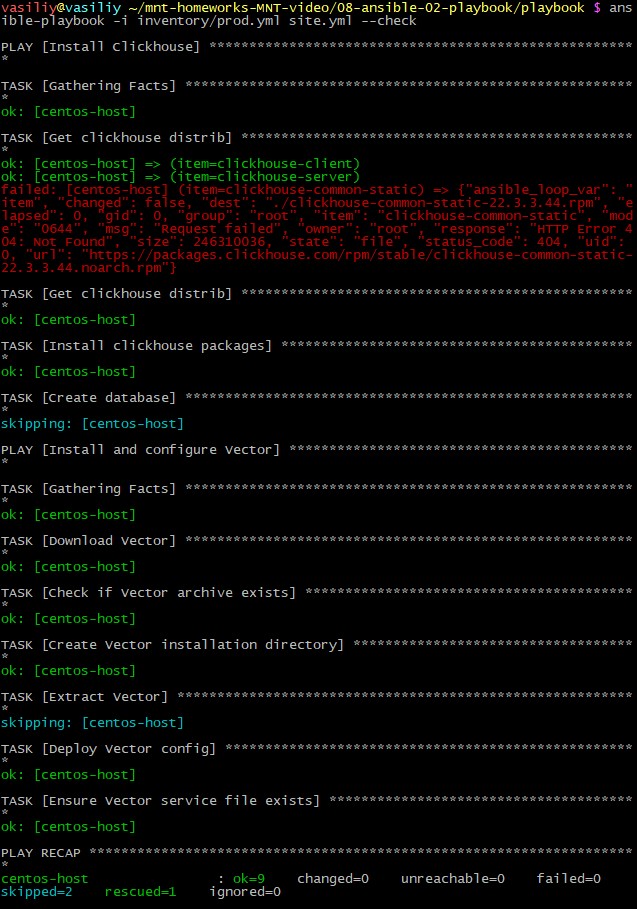 vasiliy@vasiliy ~/mnt-homeworks-MNT-video/08-ansible-02-playbook/playbook $ ans
ible-playbook -i inventory/prod.yml site.yml --check
PLAY [Install Clickhouse] *****************************************************
*
TASK [Gathering Facts] ********************************************************
*
ok: [centos-host]
TASK [Get clickhouse distrib] *************************************************
*
ok: [centos-host] => (item=clickhouse-client)
ok: [centos-host] => (item=clickhouse-server)
failed: [centos-host] (item=clickhouse-common-static) => {"ansible_loop_var": "
item", "changed": false, "dest": "./clickhouse-common-static-22.3.3.44.rpm", "e
lapsed": 0, "gid": 0, "group": "root", "item": "clickhouse-common-static", "mod
e": "0644", "msg": "Request failed", "owner": "root", "response": "HTTP Error 4
04: Not Found", "size": 246310036, "state": "file", "status_code": 404, "uid": 
0, "url": "https://packages.clickhouse.com/rpm/stable/clickhouse-common-static-
22.3.3.44.noarch.rpm"}
TASK [Get clickhouse distrib] *************************************************
*
ok: [centos-host]
TASK [Install clickhouse packages] ********************************************
*
ok: [centos-host]
TASK [Create database] ********************************************************
*
skipping: [centos-host]
PLAY [Install and configure Vector] *******************************************
*
TASK [Gathering Facts] ********************************************************
*
ok: [centos-host]
TASK [Download Vector] ********************************************************
*
ok: [centos-host]
TASK [Check if Vector archive exists] *****************************************
*
ok: [centos-host]
TASK [Create Vector installation directory] ***********************************
*
ok: [centos-host]
TASK [Extract Vector] *********************************************************
*
skipping: [centos-host]
TASK [Deploy Vector config] ***************************************************
*
ok: [centos-host]
TASK [Ensure Vector service file exists] **************************************
*
ok: [centos-host]
PLAY RECAP ********************************************************************
*
centos-host                : ok=9    changed=0    unreachable=0    failed=0
skipped=2    rescued=1    ignored=0